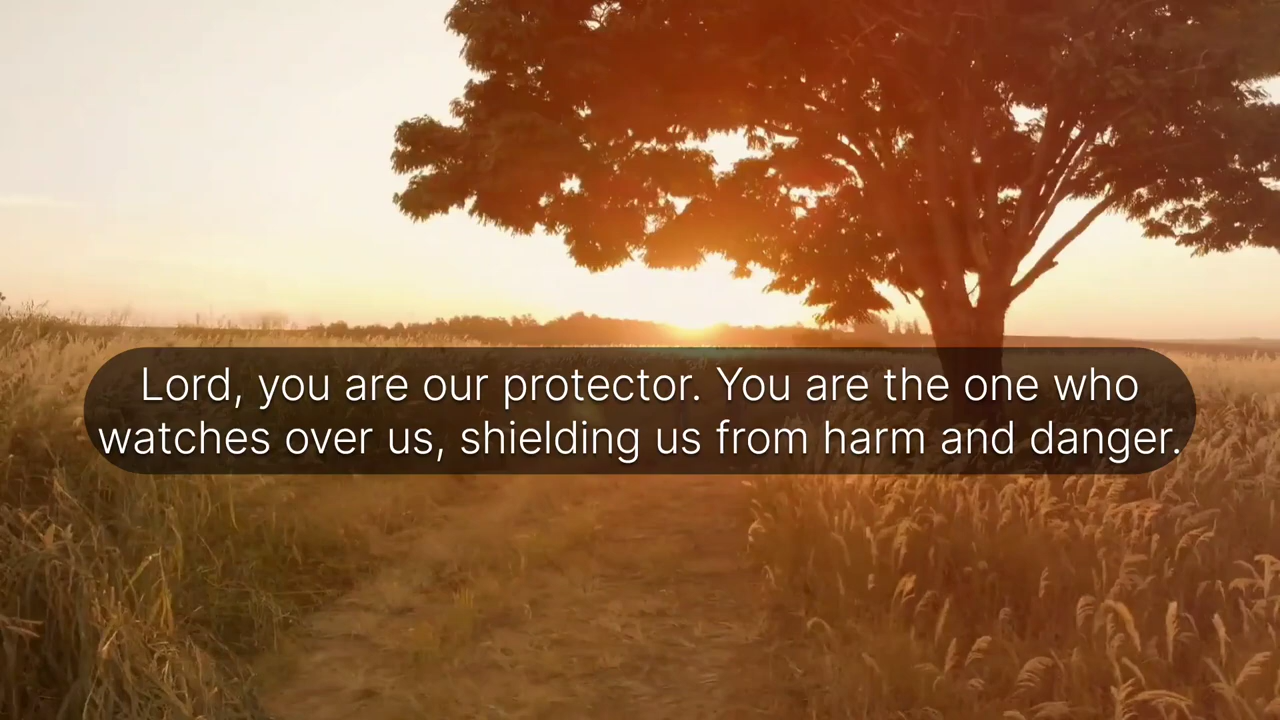 Lord, you are our protector. You are the one who
watches over us, shielding us from harm and danger.